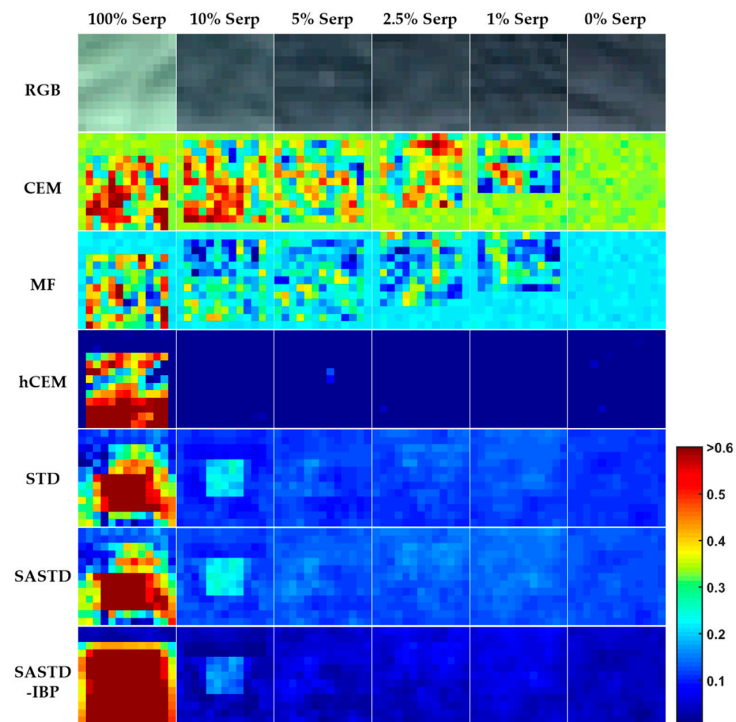 100% Serp 10% Serp 5% Serp 2.5% Serp 1% Serp 0% Serp
RGB
CEM
MF
hCEM
STD
SASTD
SASTD
-IBP
>0.6
0.5
0.4
0.3
0.2
0.1